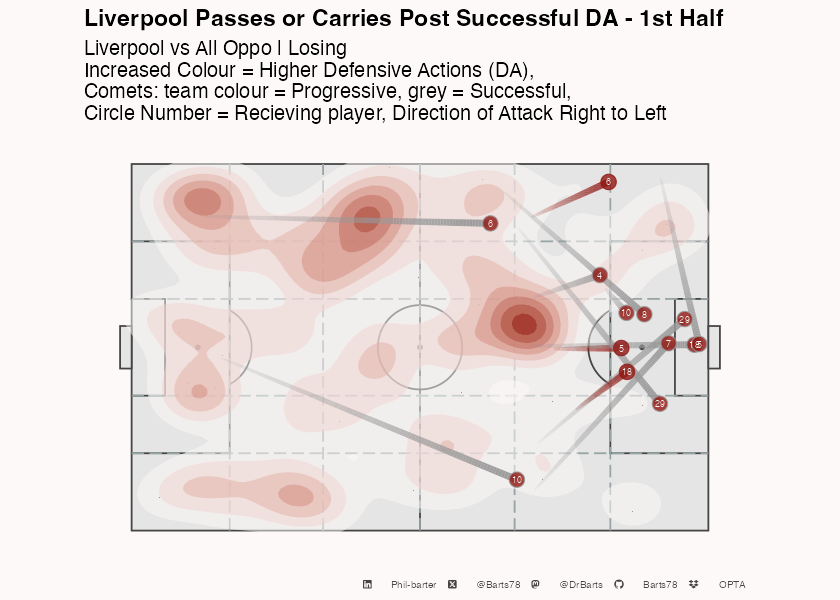 Liverpool Passes or Carries Post Successful DA - 1st Half
Liverpool vs All Oppo l Losing
Increased Colour = Higher Defensive Actions (DA),
Comets: team colour = Progressive, grey = Successful,
Circle Number = Recieving player, Direction of Attack Right to Left
6
6
4
10 8
29
5
7
18
29
10
Phil-barter @Barts78 @DrBarts Barts78 OPTA